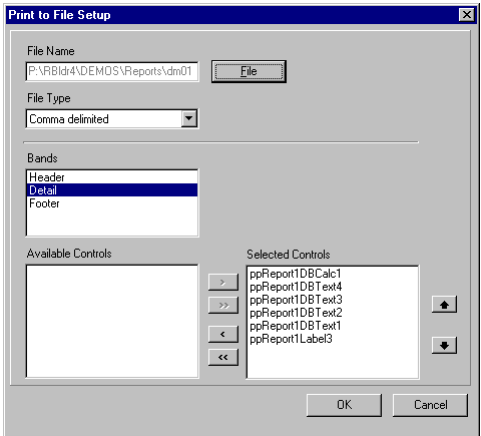 Print to File Setup
File Name
P:\RBldr4\DEMOS\Reports\dm01
File
File Type
Comma delimited
Bands
Header
Detail
Footer
Available Controls
Selected Controls
ppReport1DBCalc1
ppReport1DBText4
ppReport1DBText3
ppReport1DBText2
ppReport1DBText1
ppReport1Label3
>
>>
<
<<
OK
Cancel